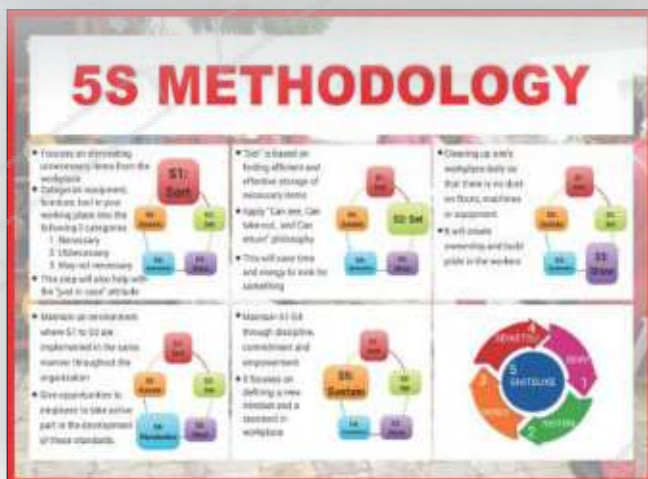 5S METHODOLOGY
• Focuses on eliminating
unnecessary items from the
workplace
• Categorize equipment,
furniture, tool in your
working place into the
following 3 categories
1. Necessary
2. Unnecessary
3. May not necessary
• This step will also help with
the "just in case" attitude
S1:
Sort
• "Set" is based on
finding efficient and
effective storage of
necessary items
• Apply "Can see, Can
take out, and Can
return" philosophy
• This will save time
and energy to look for
something
S2: Set
• Cleaning up one's
workplace daily so
that there is no dust
on floors, machines
or equipment
• It will create
ownership and build
pride in the workers
S3:
Shine
• Maintain an environment
where S1 to S3 are
implemented in the same
manner throughout the
organization
• Give opportunities to
employee to take active
part in the development
of these standards.
S4:
• Maintain S1-S4
through discipline,
commitment and
empowerment
• It focuses on
defining a new
mindset and a
standard in
workplace
S5:
Sustain
4
SEIKETSU
1
5
SHITSUKE
3
2